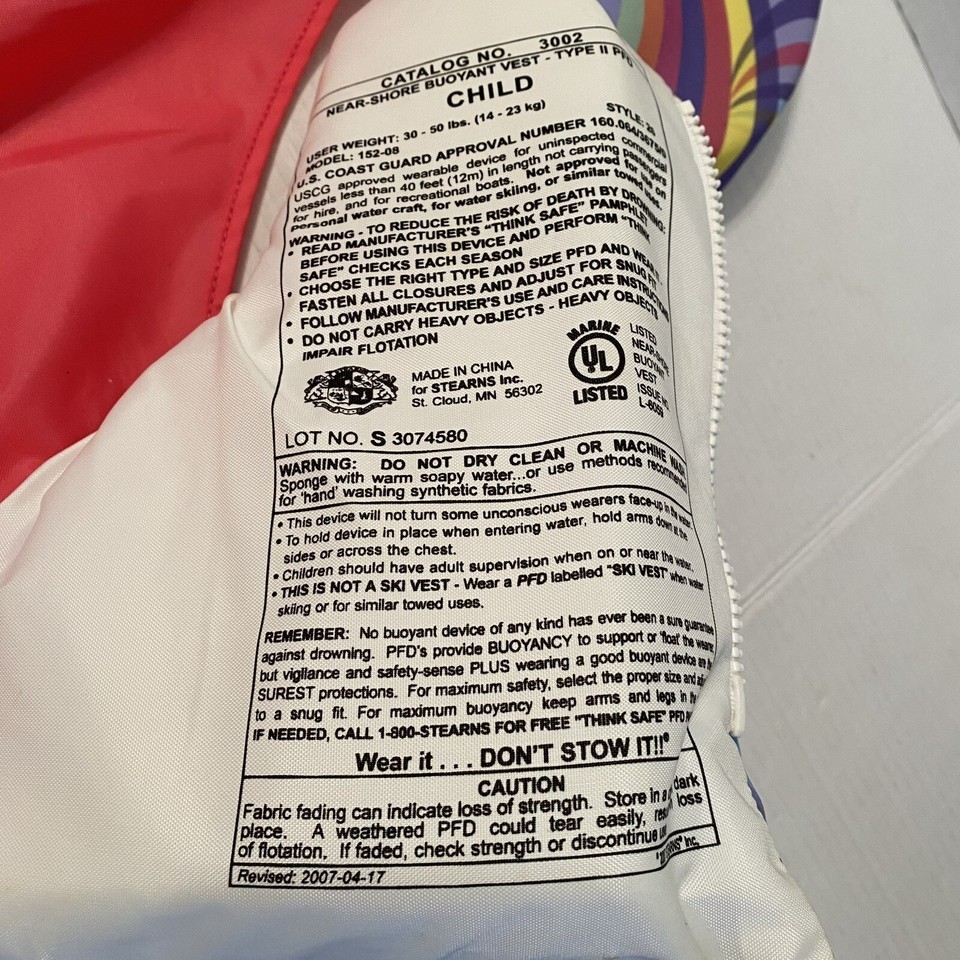 CATALOG NO. 3002
NEAR-SHORE BUOYANT VEST - TYPE II PFD
CHILD
USER WEIGHT: 30 - 50 lbs. (14 - 23 kg)
MODEL: 152-08 STYLE:
U.S. COAST GUARD APPROVAL NUMBER
USCG approved wearable device for uninspected commercial
vessels less than 40 feet (12m) in length not carrying passengers
for hire, and for recreational boats. Not approved for use on
personal water craft, for water skiing, or similar towed uses.
WARNING - TO REDUCE THE RISK OF DEATH BY DROWNING:
• READ MANUFACTURER'S "THINK SAFE" PAMPHLET
BEFORE USING THIS DEVICE AND PERFORM "THINK
SAFE" CHECKS EACH SEASON
• CHOOSE THE RIGHT TYPE AND SIZE PFD AND WEAR IT.
FASTEN ALL CLOSURES AND ADJUST FOR SNUG FIT
• FOLLOW MANUFACTURER'S USE AND CARE INSTRUCTIONS
• DO NOT CARRY HEAVY OBJECTS - HEAVY OBJECTS
IMPAIR FLOTATION
MADE IN CHINA
for STEARNS Inc.
St. Cloud, MN 56302
MARINE
UL
LISTED
LISTED
NEAR-SHORE
BUOYANT
VEST
ISSUE NO.
L-6059
LOT NO. S 3074580
WARNING: DO NOT DRY CLEAN OR MACHINE WASH
Sponge with warm soapy water...or use methods recommended
for 'hand' washing synthetic fabrics.
• This device will not turn some unconscious wearers face-up in the water.
• To hold device in place when entering water, hold arms down at the
sides or across the chest.
• Children should have adult supervision when on or near the water.
• THIS IS NOT A SKI VEST - Wear a PFD labelled "SKI VEST" when water
skiing or for similar towed uses.
REMEMBER: No buoyant device of any kind has ever been a sure guarantee
against drowning. PFD's provide BUOYANCY to support or 'float' the wearer
but vigilance and safety-sense PLUS wearing a good buoyant device are the
SUREST protections. For maximum safety, select the proper size and
to a snug fit. For maximum buoyancy keep arms and legs in the
IF NEEDED, CALL 1-800-STEARNS FOR FREE "THINK SAFE" PFD
Wear it . . . DON'T STOW IT!!®
CAUTION
Fabric fading can indicate loss of strength. Store in a dark
place. A weathered PFD could tear easily, loss
of flotation. If faded, check strength or discontinue
Inc.
Revised: 2007-04-17